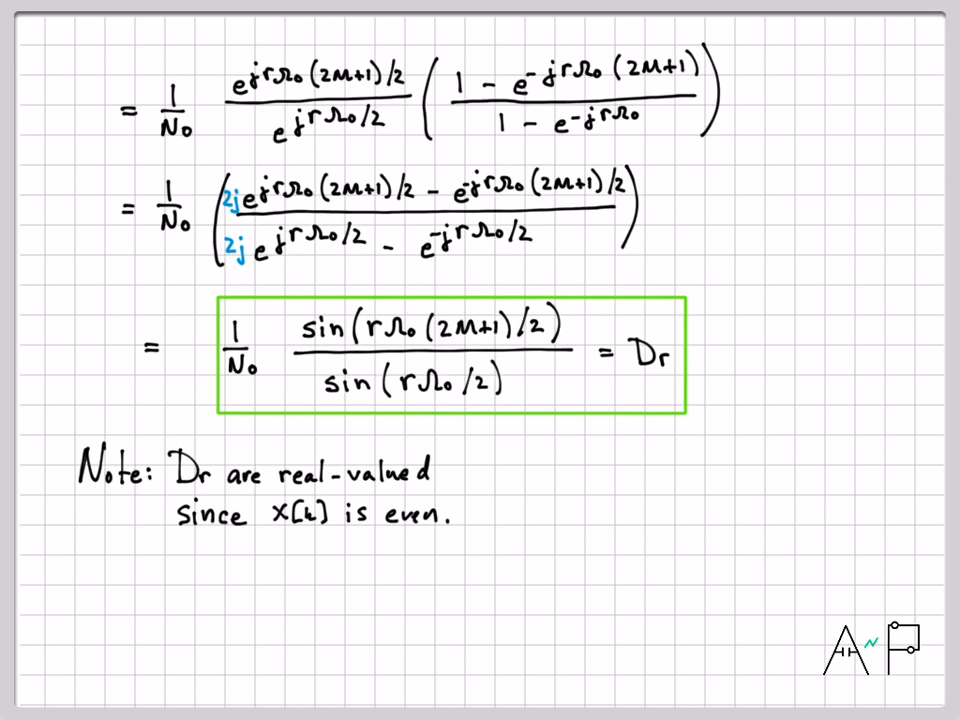 = 1/N₀ e^{jrΩ₀(2M+1)/2} / e^{jrΩ₀/2} ( 1 - e^{-jrΩ₀(2M+1)} / 1 - e^{-jrΩ₀} )
= 1/N₀ ( 2j e^{jrΩ₀(2M+1)/2} - e^{-jrΩ₀(2M+1)/2} / 2j e^{jrΩ₀/2} - e^{-jrΩ₀/2} )
= 1/N₀ sin(rΩ₀(2M+1)/2) / sin(rΩ₀/2) = Dr
Note: Dr are real-valued
since x[k] is even.